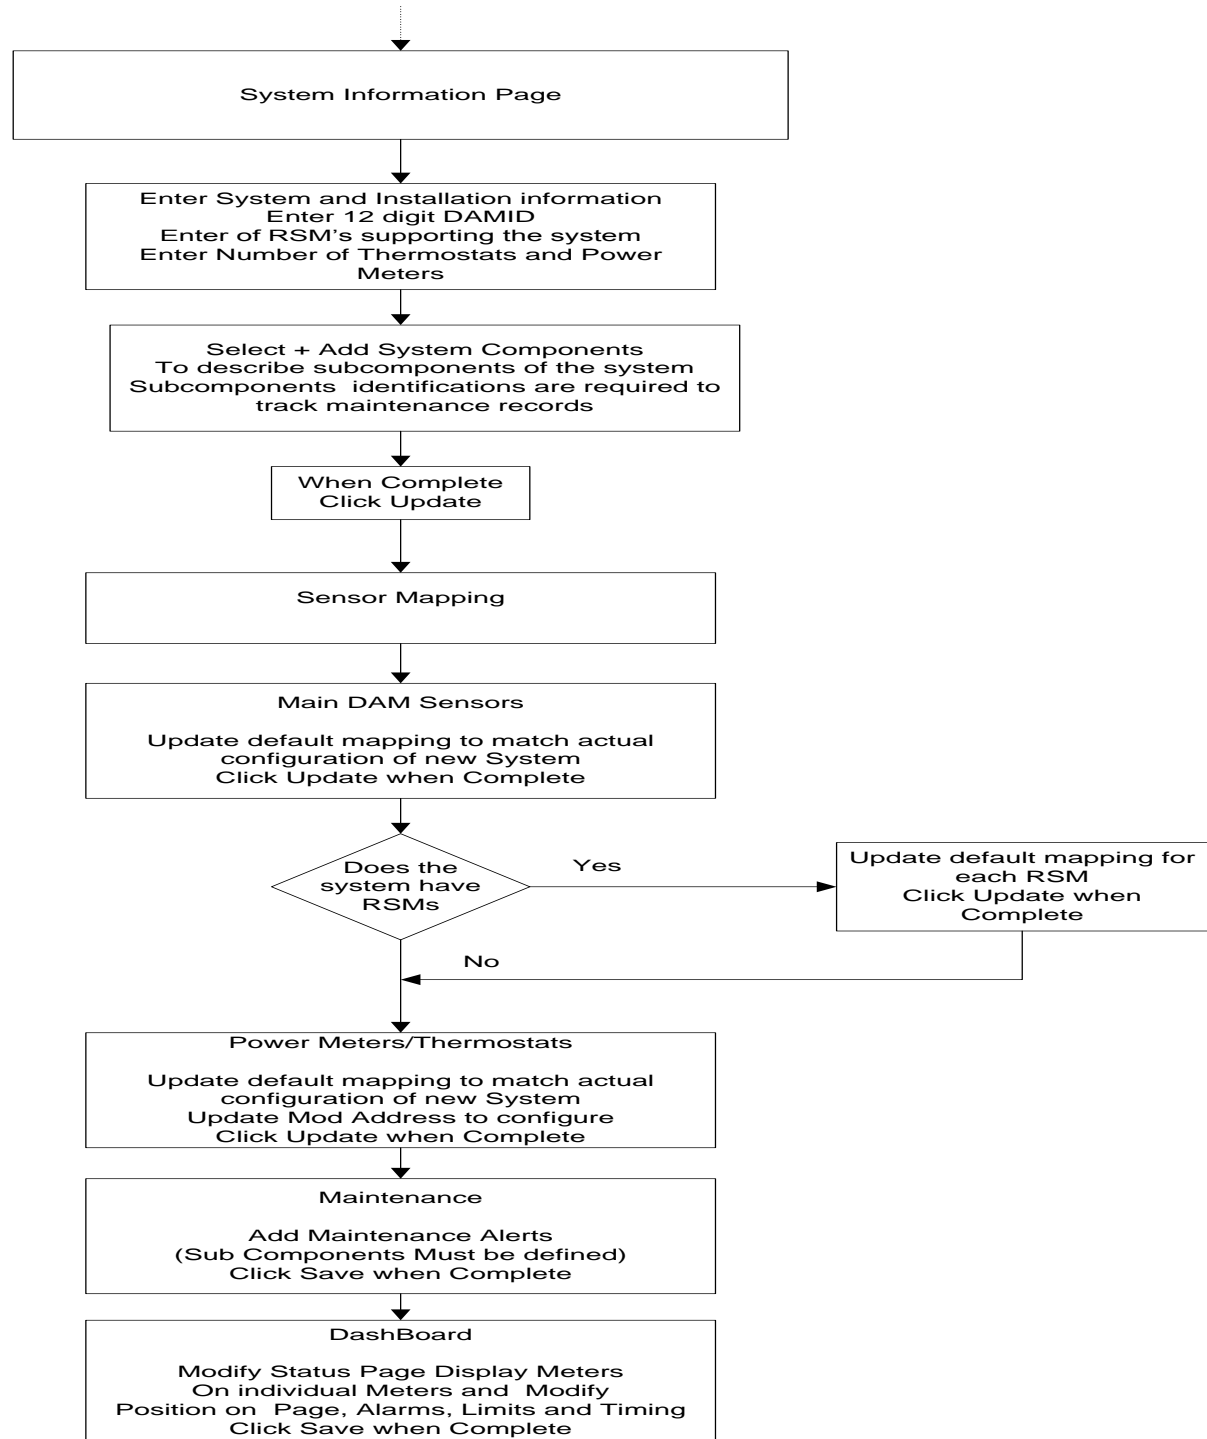 System Information Page
Enter System and Installation information
Enter 12 digit DAMID
Enter of RSM's supporting the system
Enter Number of Thermostats and Power
Meters
Select + Add System Components
To describe subcomponents of the system
Subcomponents  identifications are required to
track maintenance records
When Complete
Click Update
Sensor Mapping
Main DAM Sensors
Update default mapping to match actual
configuration of new System
Click Update when Complete
Does the
system have
RSMs
Yes
Update default mapping for
each RSM
Click Update when
Complete
No
Power Meters/Thermostats
Update default mapping to match actual
configuration of new System
Update Mod Address to configure
Click Update when Complete
Maintenance
Add Maintenance Alerts
(Sub Components Must be defined)
Click Save when Complete
DashBoard
Modify Status Page Display Meters
On individual Meters and  Modify
Position on  Page, Alarms, Limits and Timing
Click Save when Complete